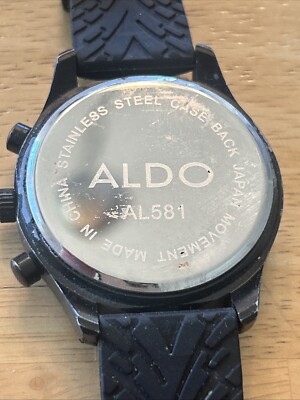 ALDO
AL581
STAINLESS STEEL CASE BACK JAPAN MOVEMENT MADE IN CHINA